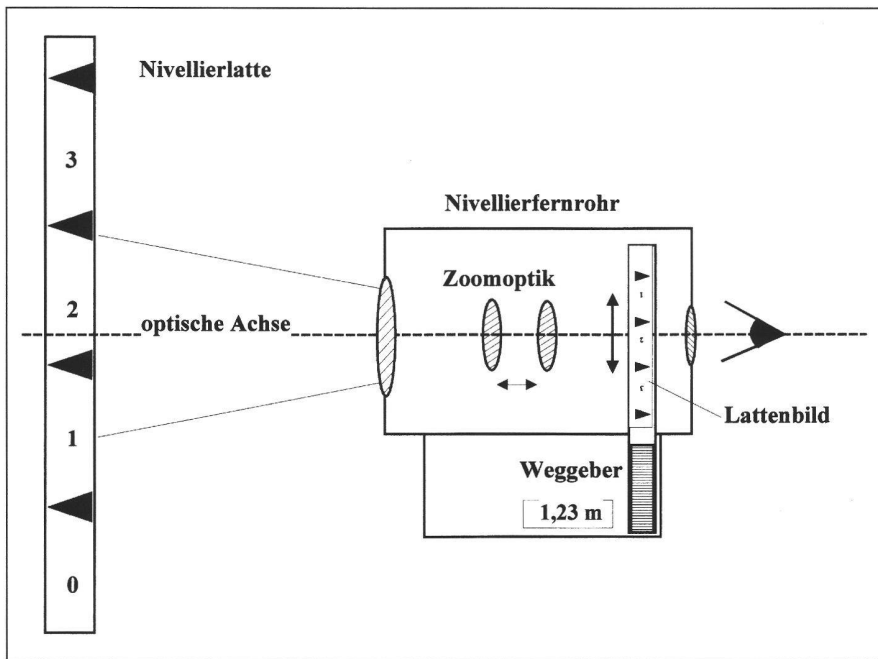 Nivellierlatte
3
2
1
0
optische Achse
Nivellierfernrohr
Zoomoptik
Lattenbild
Weggeber
1,23 m